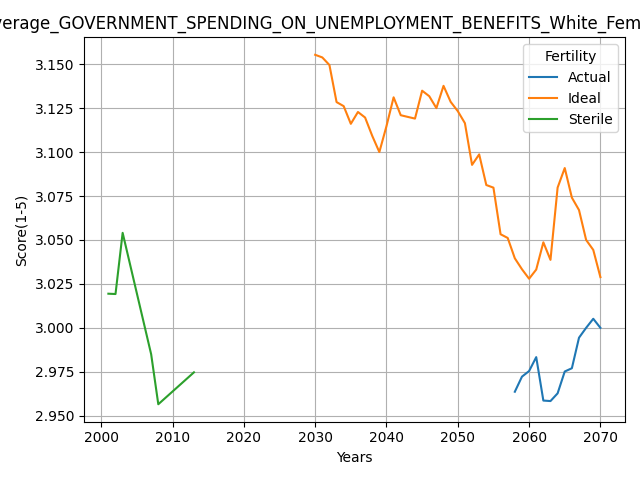 verage_GOVERNMENT_SPENDING_ON_UNEMPLOYMENT_BENEFITS_White_Fem
Fertility
Actual
Ideal
Sterile
Score(1-5)
3.150
3.125
3.100
3.075
3.050
3.025
3.000
2.975
2.950
2000 2010 2020 2030 2040 2050 2060 2070
Years